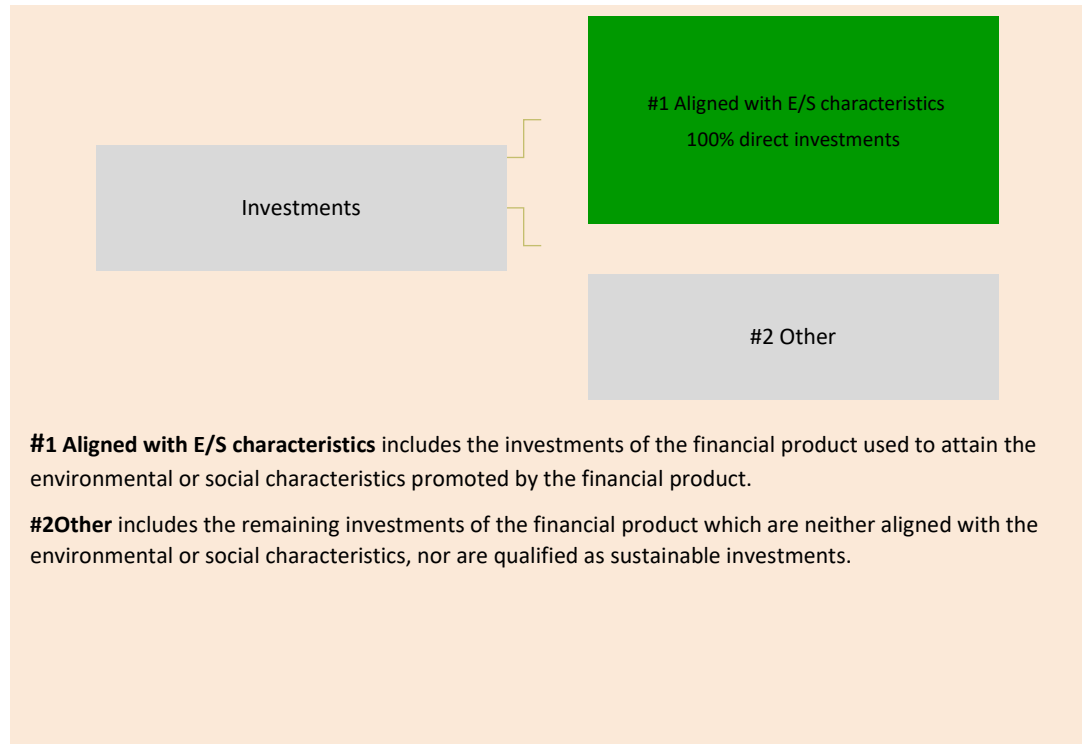 #1 Aligned with E/S characteristics
100% direct investments
Investments
#2 Other
#1 Aligned with E/S characteristics includes the investments of the financial product used to attain the
environmental or social characteristics promoted by the financial product.
#2Other includes the remaining investments of the financial product which are neither aligned with the
environmental or social characteristics, nor are qualified as sustainable investments.